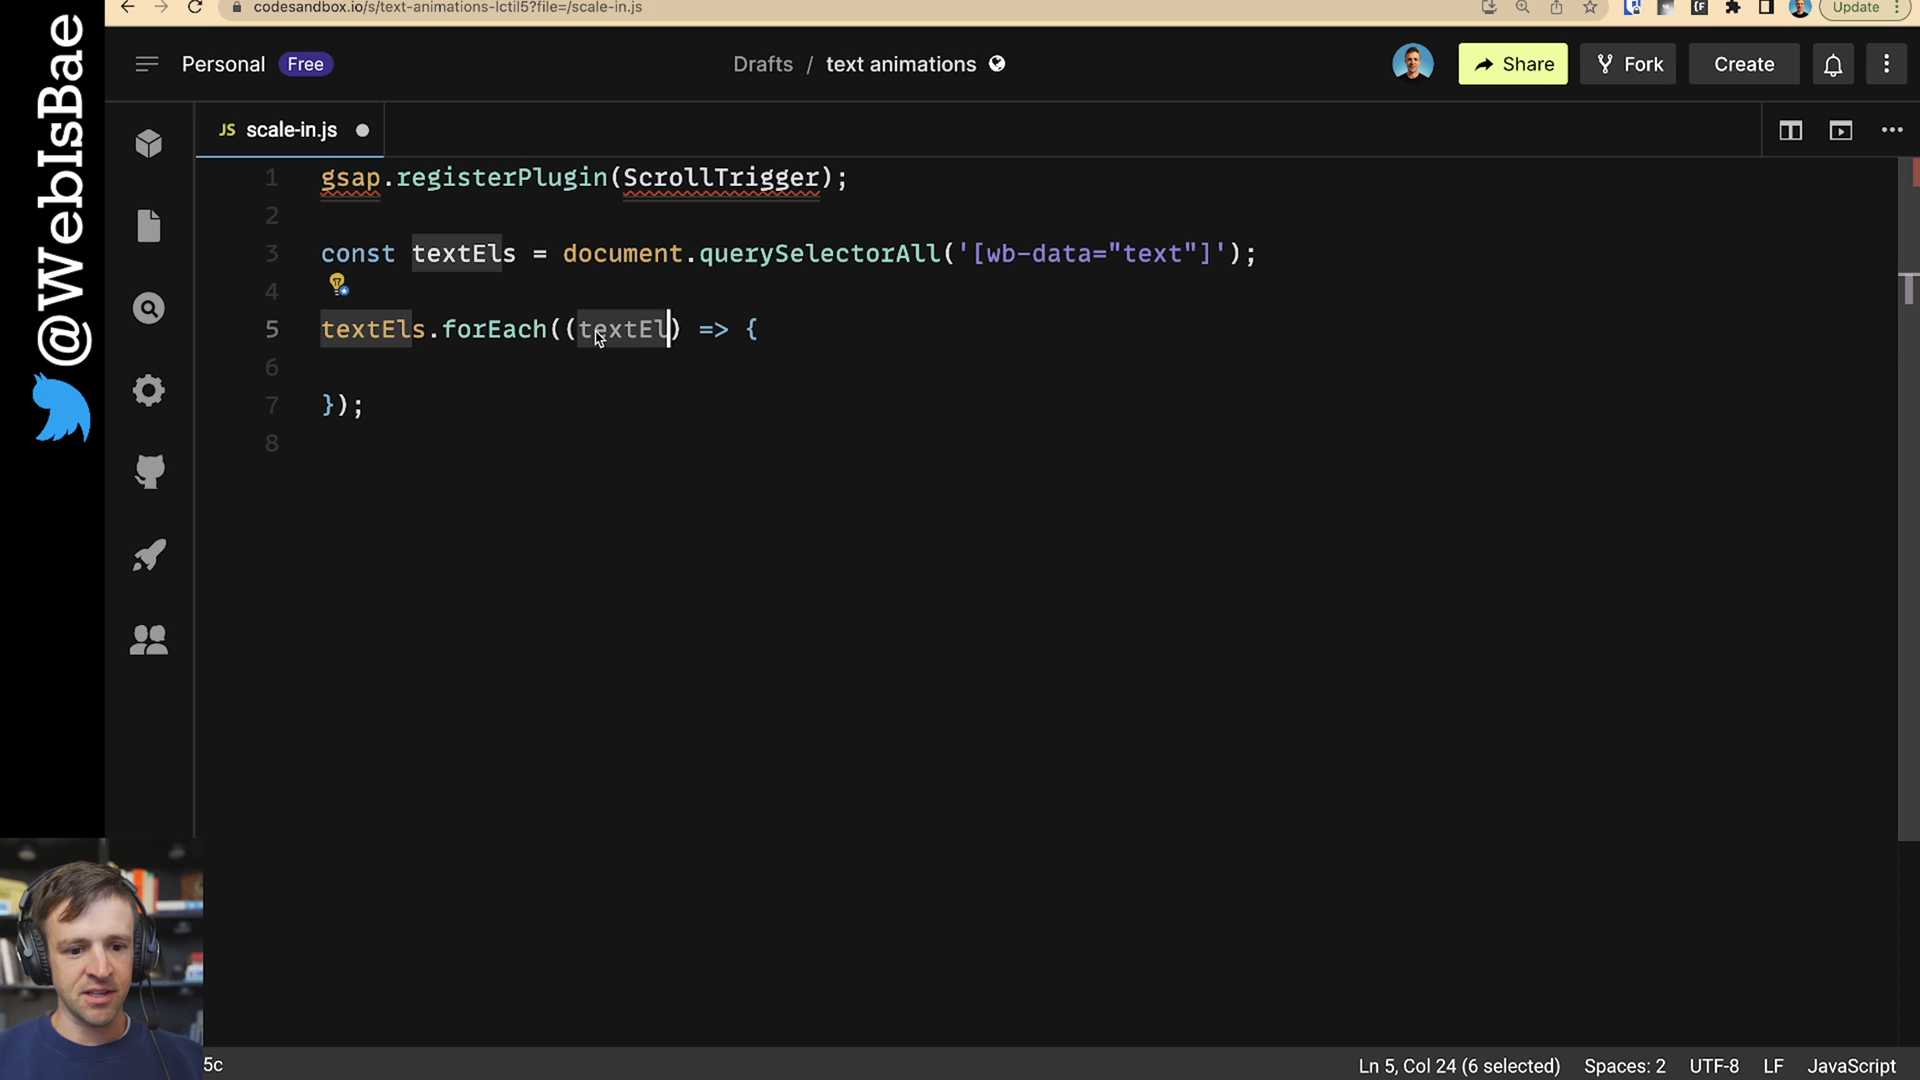 codesandbox.io/s/text-animations-lctil5?file=/scale-in.js
Update
Personal Free
Drafts / text animations
Share
Fork
Create
JS scale-in.js
1 gsap.registerPlugin(ScrollTrigger);
2
3 const textEls = document.querySelectorAll('[wb-data="text"]');
4
5 textEls.forEach((textEl) => {
6
7 });
8
@WebIsBae
5c
Ln 5, Col 24 (6 selected) Spaces: 2 UTF-8 LF JavaScript